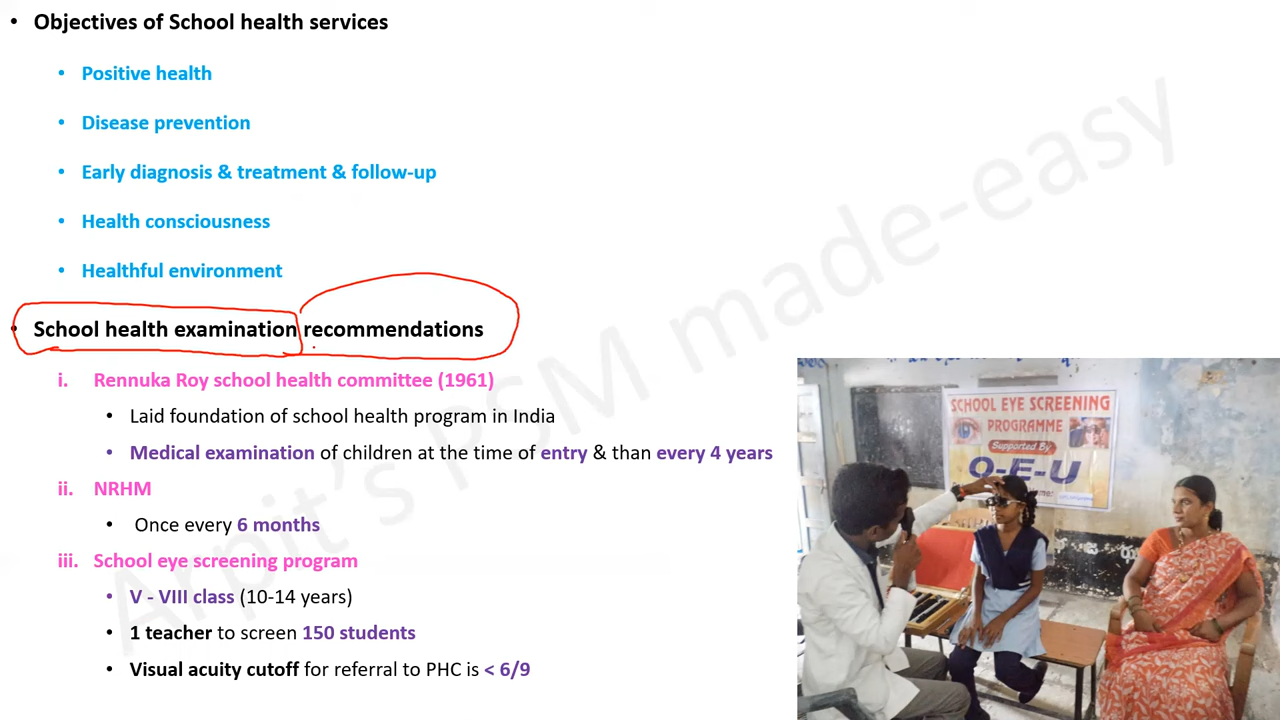 • Objectives of School health services
• Positive health
• Disease prevention
• Early diagnosis & treatment & follow-up
• Health consciousness
• Healthful environment
• School health examination recommendations
i. Rennuka Roy school health committee (1961)
• Laid foundation of school health program in India
• Medical examination of children at the time of entry & than every 4 years
ii. NRHM
• Once every 6 months
iii. School eye screening program
• V - VIII class (10-14 years)
• 1 teacher to screen 150 students
• Visual acuity cutoff for referral to PHC is < 6/9
SCHOOL EYE SCREENING
PROGRAMME
Supported By
O-E-U
Arpit's PSM made-easy